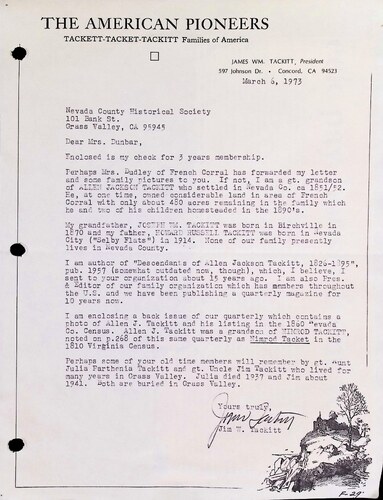 THE AMERICAN PIONEERS
TACKETT-TACKET-TACKITT Families of America
JAMES WM. TACKITT, President
597 Johnson Dr. • Concord, CA 94523
March 6, 1973
Nevada County Historical Society
101 Bank St.
Grass Valley, CA 95945
Dear Mrs. Dunbar,
Enclosed is my check for 3 years membership.
Perhaps Mrs. Dudley of French Corral has forwarded my letter
and some family pictures to you. If not, I am a gt. grandson
of ALLEN JACKSON TACKITT who settled in Nevada Co. ca 1851/52.
He, at one time, owned considerable land in area of French
Corral with only about 480 acres remaining in the family which
he and two of his children homesteaded in the 1890's.
My grandfather, JOSEPH WM. TACKITT was born in Birchville in
1870 and my father, HOWARD RUSSELL TACKITT was born in Nevada
City ("Selby Flats") in 1914. None of our family presently
lives in Nevada County.
I am author of "Descendants of Allen Jackson Tackitt, 1826-1895",
pub. 1957 (somewhat outdated now, though), which, I believe, I
sent to your organization about 15 years ago. I am also Pres.
& Editor of our family organization which has members throughout
the U.S. and we have been publishing a quarterly magazine for
10 years now.
I am enclosing a back issue of our quarterly which contains a
photo of Allen J. Tackitt and his listing in the 1860 Nevada
Co. Census. Allen J. Tackitt was a grandson of NIMROD TACKITT,
noted on p.268 of this same quarterly as Nimrod Tacket in the
1810 Virginia Census.
Perhaps some of your old time members will remember by gt. aunt
Julia Parthenia Tackitt and gt. Uncle Jim Tackitt who lived for
many years in Grass Valley. Julia died 1937 and Jim about
1941. Both are buried in Grass Valley.
Yours truly,
Jim W. Tackitt
F-29